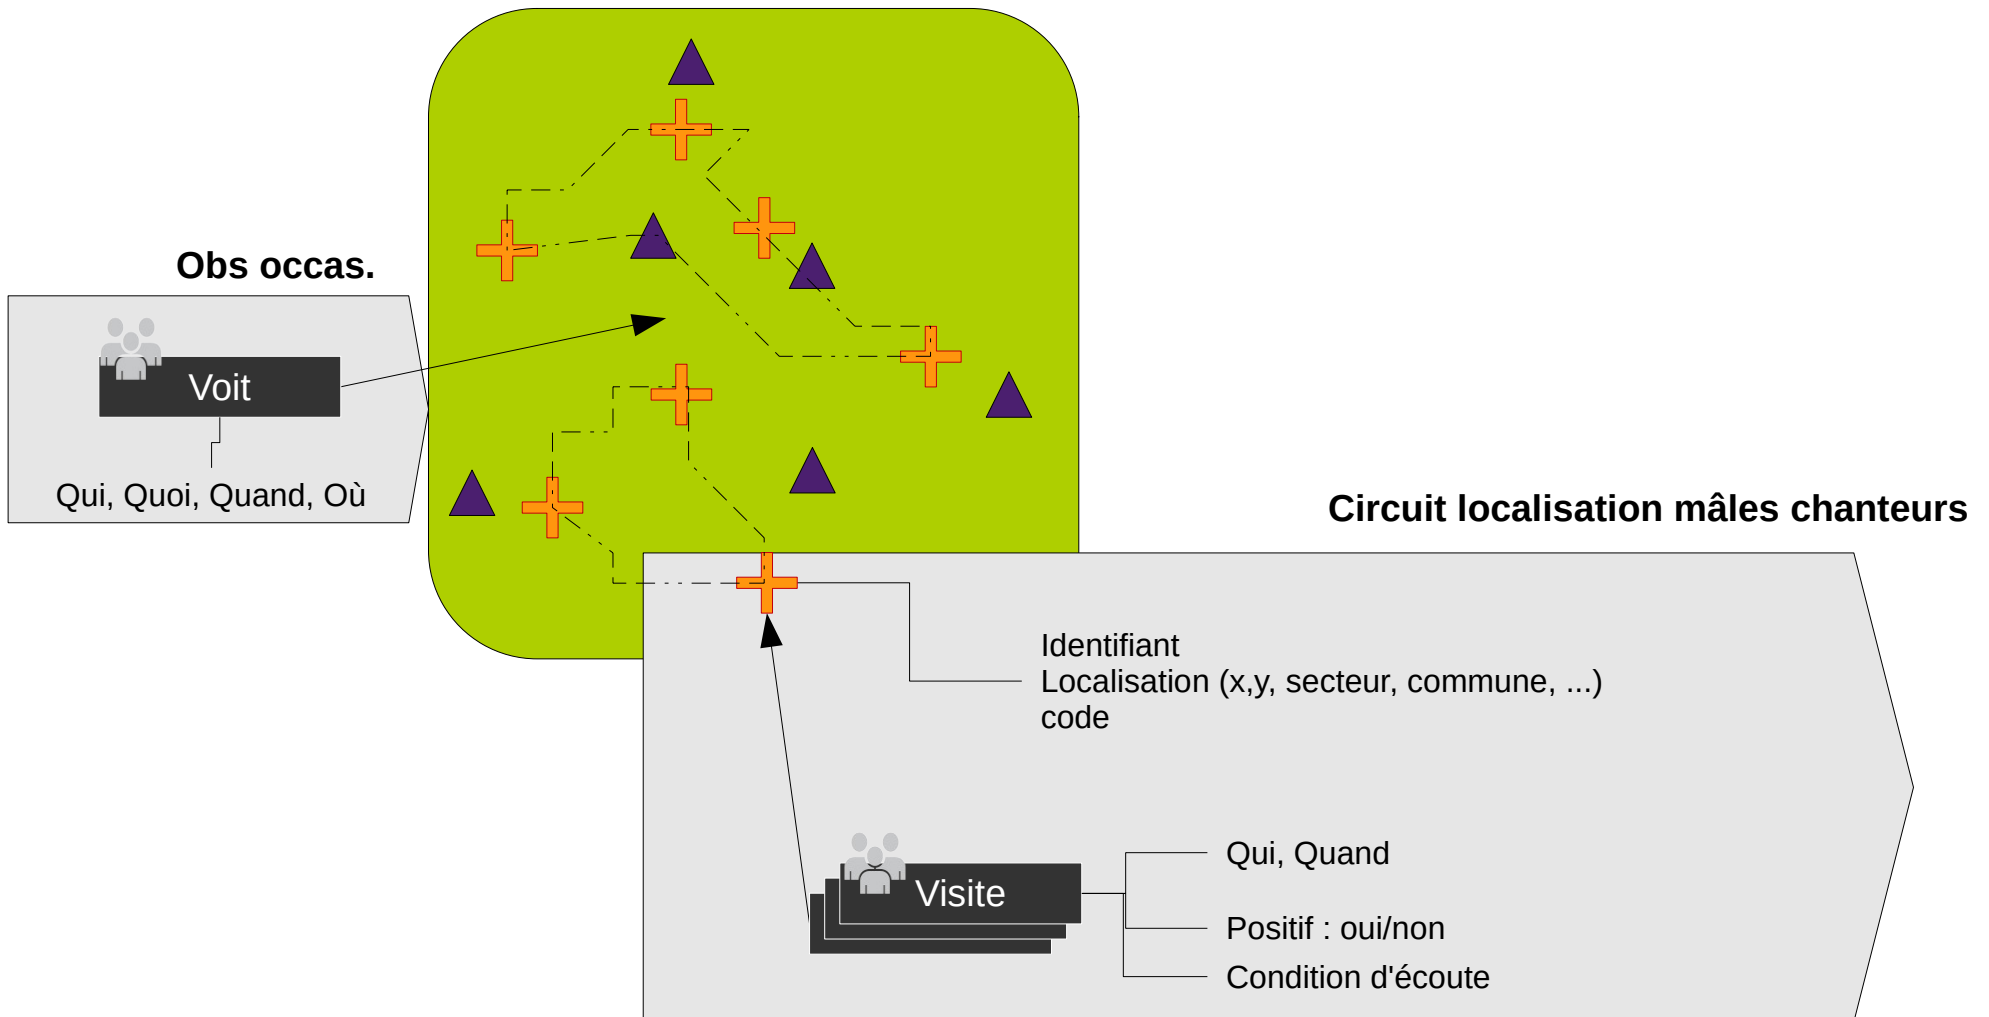 Obs occas.
Voit
Qui, Quoi, Quand, Où
Circuit localisation mâles chanteurs
Identifiant
Localisation (x,y, secteur, commune, ...)
code
Visite
Qui, Quand
Positif : oui/non
Condition d'écoute